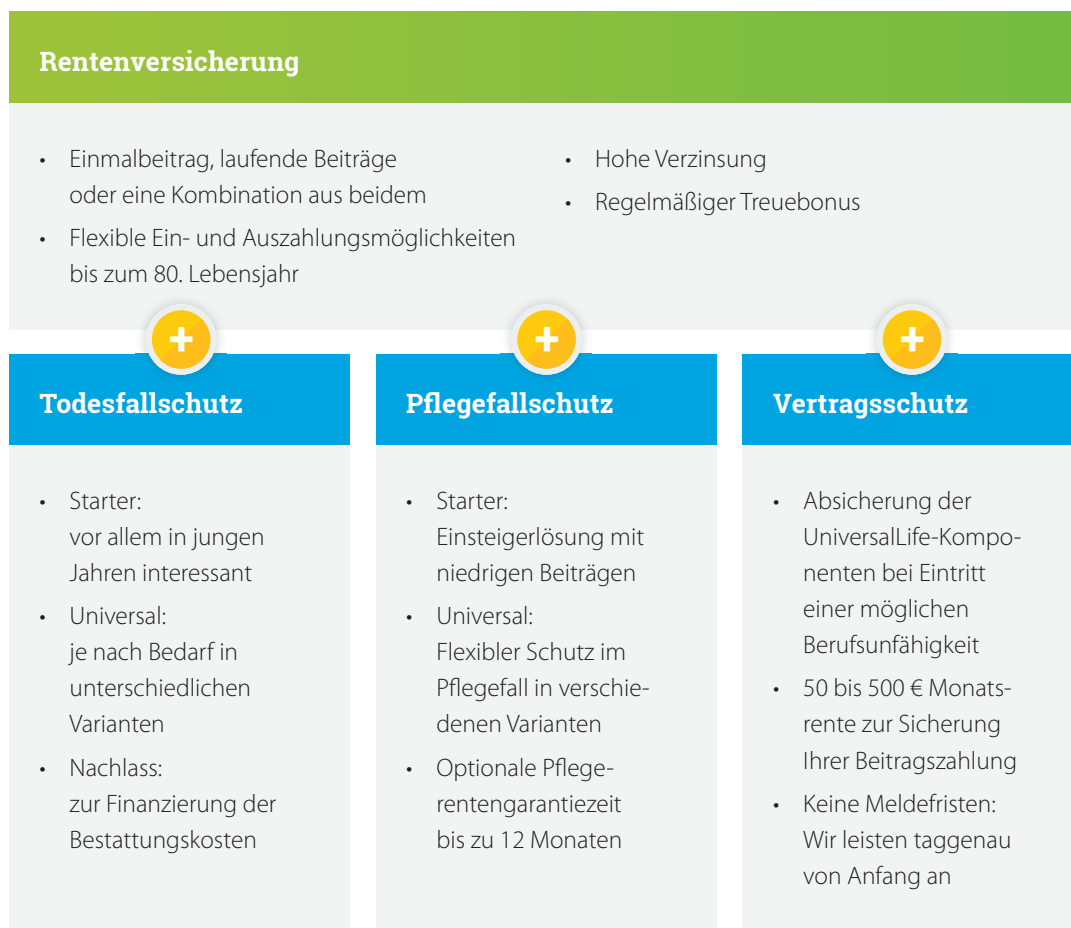 Rentenversicherung
• Einmalbeitrag, laufende Beiträge
oder eine Kombination aus beidem
• Flexible Ein- und Auszahlungsmöglichkeiten
bis zum 80. Lebensjahr
• Hohe Verzinsung
• Regelmäßiger Treuebonus
+
+
+
Todesfallschutz
• Starter:
vor allem in jungen
Jahren interessant
• Universal:
je nach Bedarf in
unterschiedlichen
Varianten
• Nachlass:
zur Finanzierung der
Bestattungskosten
Pflegefallschutz
• Starter:
Einsteigerlösung mit
niedrigen Beiträgen
• Universal:
Flexibler Schutz im
Pflegefall in verschie-
denen Varianten
• Optionale Pflege-
rentengarantiezeit
bis zu 12 Monaten
Vertragsschutz
• Absicherung der
UniversalLife-Kompo-
nenten bei Eintritt
einer möglichen
Berufsunfähigkeit
• 50 bis 500 € Monats-
rente zur Sicherung
Ihrer Beitragszahlung
• Keine Meldefristen:
Wir leisten taggenau
von Anfang an